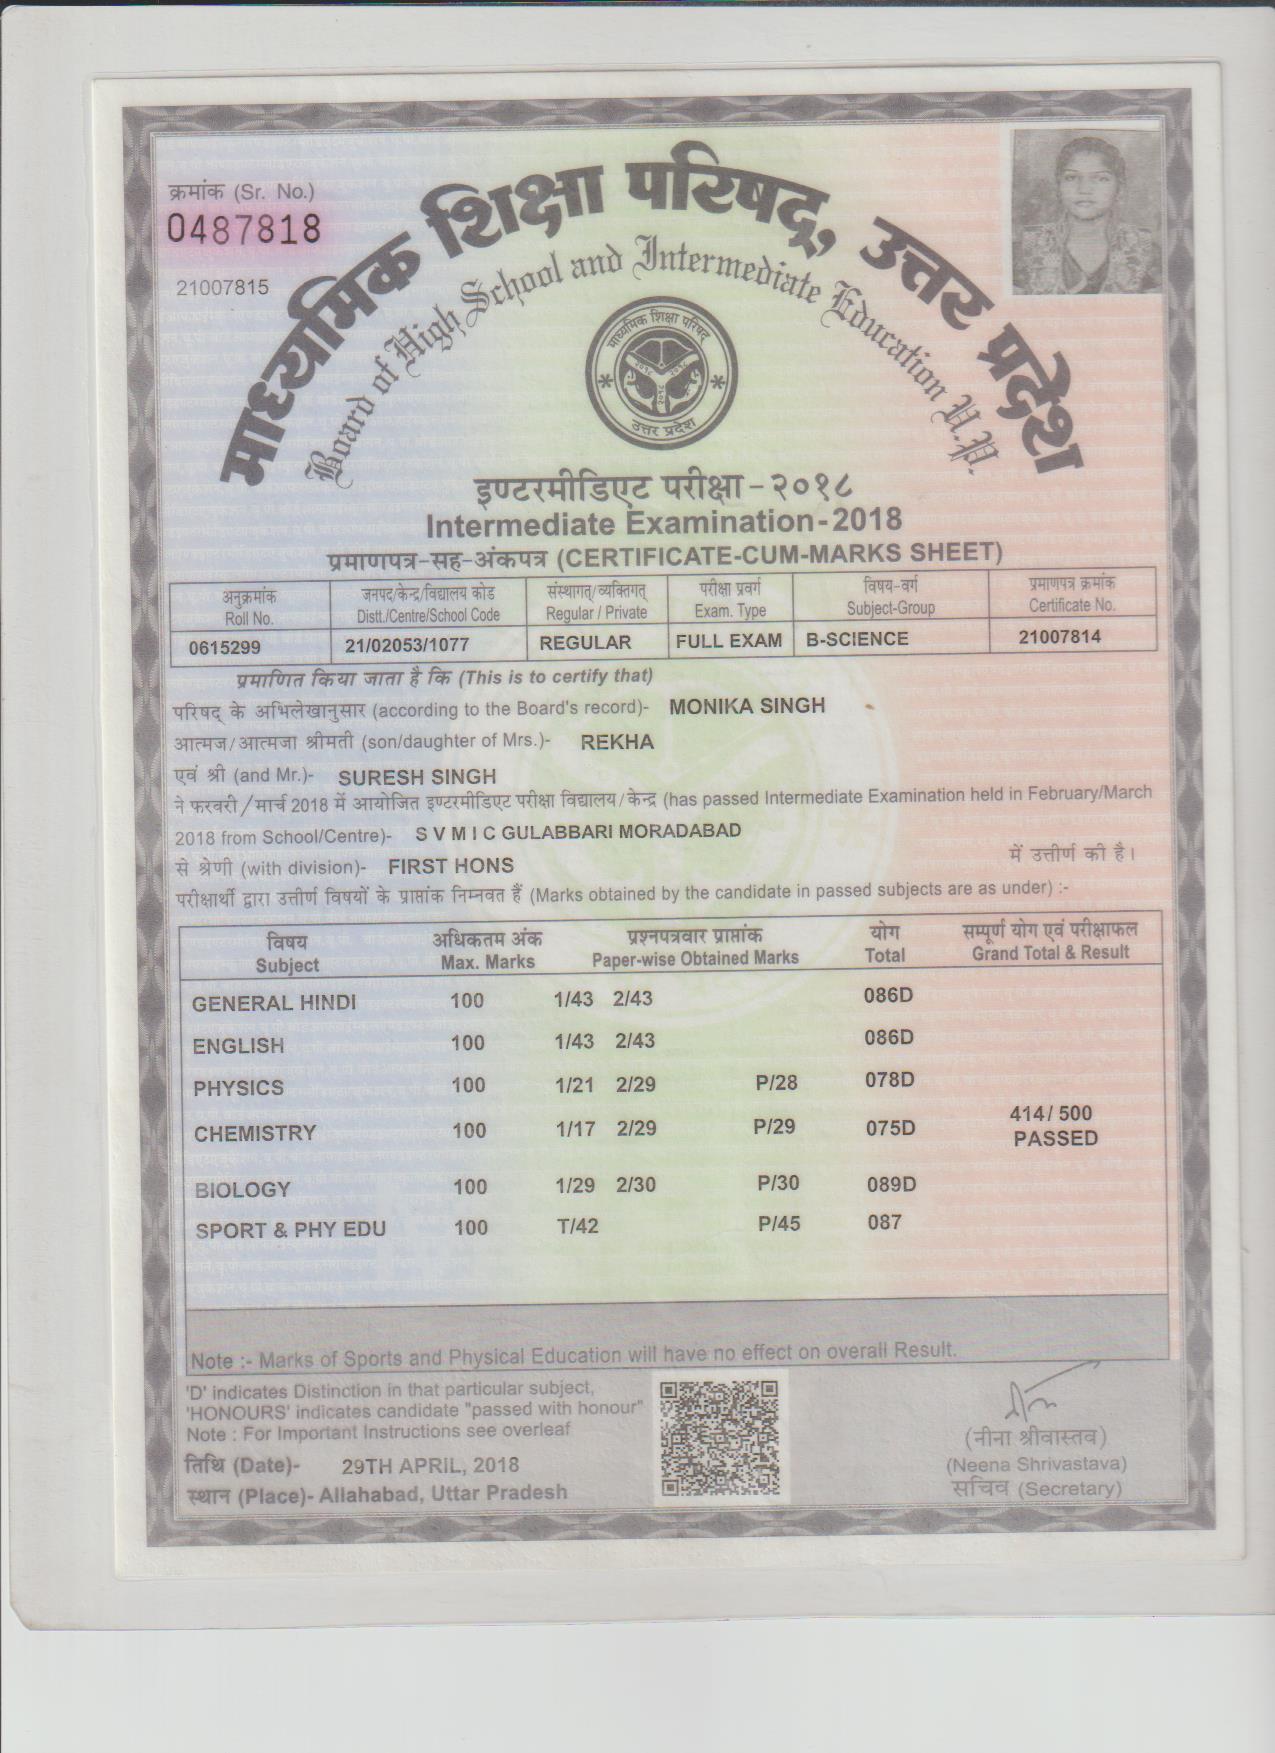 क्रमांक (Sr. No.)
0487818
21007815
माध्यमिक शिक्षा परिषद्, उत्तर प्रदेश
Board of High School and Intermediate Education U.P.
माध्यमिक शिक्षा परिषद्
२०१८ २०१८
२०१८
उत्तर प्रदेश
इण्टरमीडिएट परीक्षा - २०१८
Intermediate Examination - 2018
प्रमाणपत्र-सह-अंकपत्र (CERTIFICATE-CUM-MARKS SHEET)
अनुक्रमांक जनपद/केन्द्र/विद्यालय कोड संस्थागत्/व्यक्तिगत् परीक्षा प्रवर्ग विषय-वर्ग प्रमाणपत्र क्रमांक
Roll No. Distt./Centre/School Code Regular / Private Exam. Type Subject-Group Certificate No.
0615299 21/02053/1077 REGULAR FULL EXAM B-SCIENCE 21007814
प्रमाणित किया जाता है कि (This is to certify that)
परिषद् के अभिलेखानुसार (according to the Board's record)- MONIKA SINGH
आत्मज/आत्मजा श्रीमती (son/daughter of Mrs.)- REKHA
एवं श्री (and Mr.)- SURESH SINGH
ने फरवरी/मार्च 2018 में आयोजित इण्टरमीडिएट परीक्षा विद्यालय/केन्द्र (has passed Intermediate Examination held in February/March
2018 from School/Centre)- S V M I C GULABBARI MORADABAD
से श्रेणी (with division)- FIRST HONS में उत्तीर्ण की है।
परीक्षार्थी द्वारा उत्तीर्ण विषयों के प्राप्तांक निम्नवत हैं (Marks obtained by the candidate in passed subjects are as under) :-
विषय अधिकतम अंक प्रश्नपत्रवार प्राप्तांक योग सम्पूर्ण योग एवं परीक्षाफल
Subject Max. Marks Paper-wise Obtained Marks Total Grand Total & Result
GENERAL HINDI 100 1/43 2/43 086D
ENGLISH 100 1/43 2/43 086D
PHYSICS 100 1/21 2/29 P/28 078D
CHEMISTRY 100 1/17 2/29 P/29 075D 414/ 500
PASSED
BIOLOGY 100 1/29 2/30 P/30 089D
SPORT & PHY EDU 100 T/42 P/45 087
Note :- Marks of Sports and Physical Education will have no effect on overall Result.
'D' indicates Distinction in that particular subject,
'HONOURS' indicates candidate "passed with honour"
Note : For Important Instructions see overleaf
तिथि (Date)- 29TH APRIL, 2018
स्थान (Place)- Allahabad, Uttar Pradesh
(नीना श्रीवास्तव)
(Neena Shrivastava)
सचिव (Secretary)